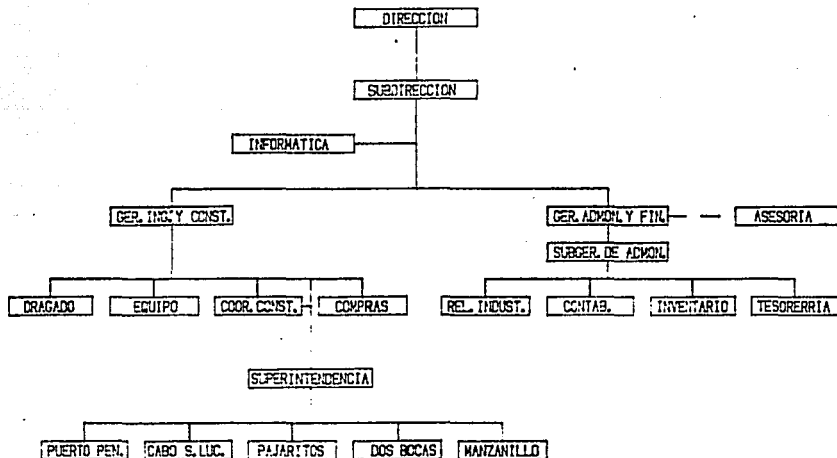 DIRECCION
SUBDIRECCION
INFORMATICA
GER. ING. Y CONST.
GER. ADMON. Y FIN.
ASESORIA
SUBGER. DE ADMON.
DRAGADO
EQUIPO
COOR. CONST.
COMPRAS
REL. INDUST.
CONTAB.
INVENTARIO
TESORERRIA
SUPERINTENDENCIA
PUERTO PEN.
CABO S. LUC.
PAJARITOS
DOS BOCAS
MANZANILLO